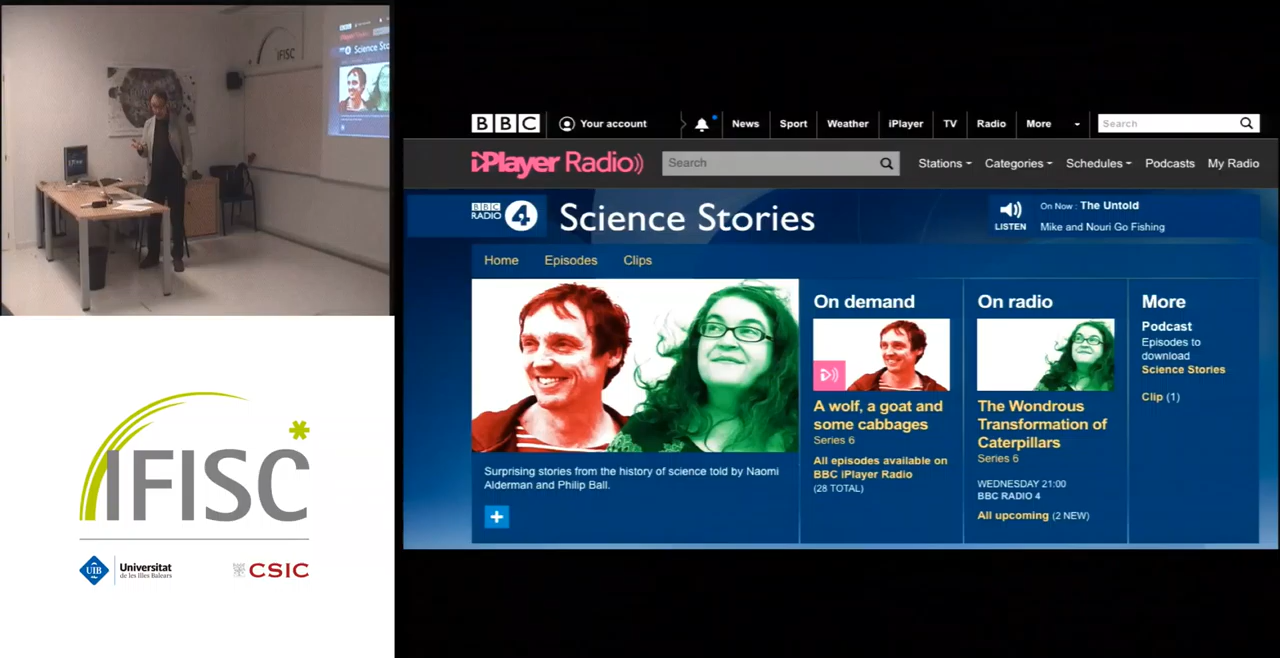 IFISC
Science Sto
IFISC
UIB
Universitat
de les Illes Balears
CSIC
BBC
Your account
News
Sport
Weather
iPlayer
TV
Radio
More
Search
iPlayer Radio
Search
Stations
Categories
Schedules
Podcasts
My Radio
BBC
RADIO
4
Science Stories
LISTEN
On Now : The Untold
Mike and Nouri Go Fishing
Home
Episodes
Clips
Surprising stories from the history of science told by Naomi
Alderman and Philip Ball.
On demand
A wolf, a goat and
some cabbages
Series 6
All episodes available on
BBC iPlayer Radio
(28 TOTAL)
On radio
The Wondrous
Transformation of
Caterpillars
Series 6
WEDNESDAY 21:00
BBC RADIO 4
All upcoming (2 NEW)
More
Podcast
Episodes to
download
Science Stories
Clip (1)